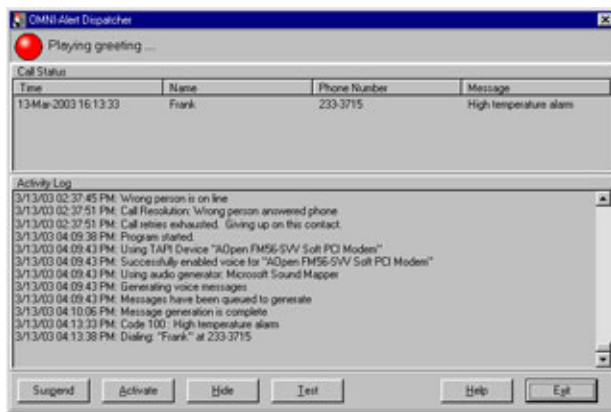 OMNI-Alert Dispatcher
Playing greeting ...
Call Status
Time Name Phone Number Message
13-Mar-2003 16:13:33 Frank 233-3715 High temperature alarm
Activity Log
3/13/03 02:37:45 PM: Wrong person is on line
3/13/03 02:37:51 PM: Call Resolution: Wrong person answered phone
3/13/03 02:37:51 PM: Call retries exhausted. Giving up on this contact.
3/13/03 04:09:38 PM: Program started.
3/13/03 04:09:43 PM: Using TAPI Device "AOpen FM56-SVV Soft PCI Modem"
3/13/03 04:09:43 PM: Successfully enabled voice for "AOpen FM56-SVV Soft PCI Modem"
3/13/03 04:09:43 PM: Using audio generator: Microsoft Sound Mapper
3/13/03 04:09:43 PM: Generating voice messages
3/13/03 04:09:43 PM: Messages have been queued to generate
3/13/03 04:10:06 PM: Message generation is complete
3/13/03 04:13:33 PM: Code 100 : High temperature alarm
3/13/03 04:13:38 PM: Dialing: "Frank" at 233-3715
Suspend Activate Hide Test Help Exit